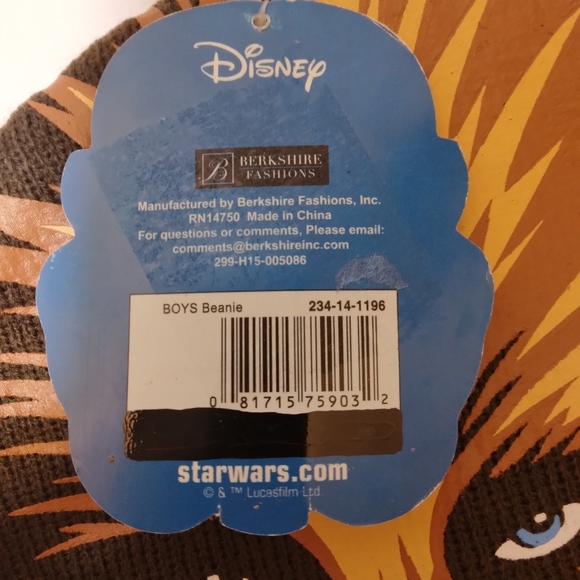 Disney
B BERKSHIRE
FASHIONS
Manufactured by Berkshire Fashions, Inc.
RN14750 Made in China
For questions or comments, Please email:
comments@berkshireinc.com
299-H15-005086
BOYS Beanie 234-14-1196
0 81715 75903 2
starwars.com
© & ™ Lucasfilm Ltd.